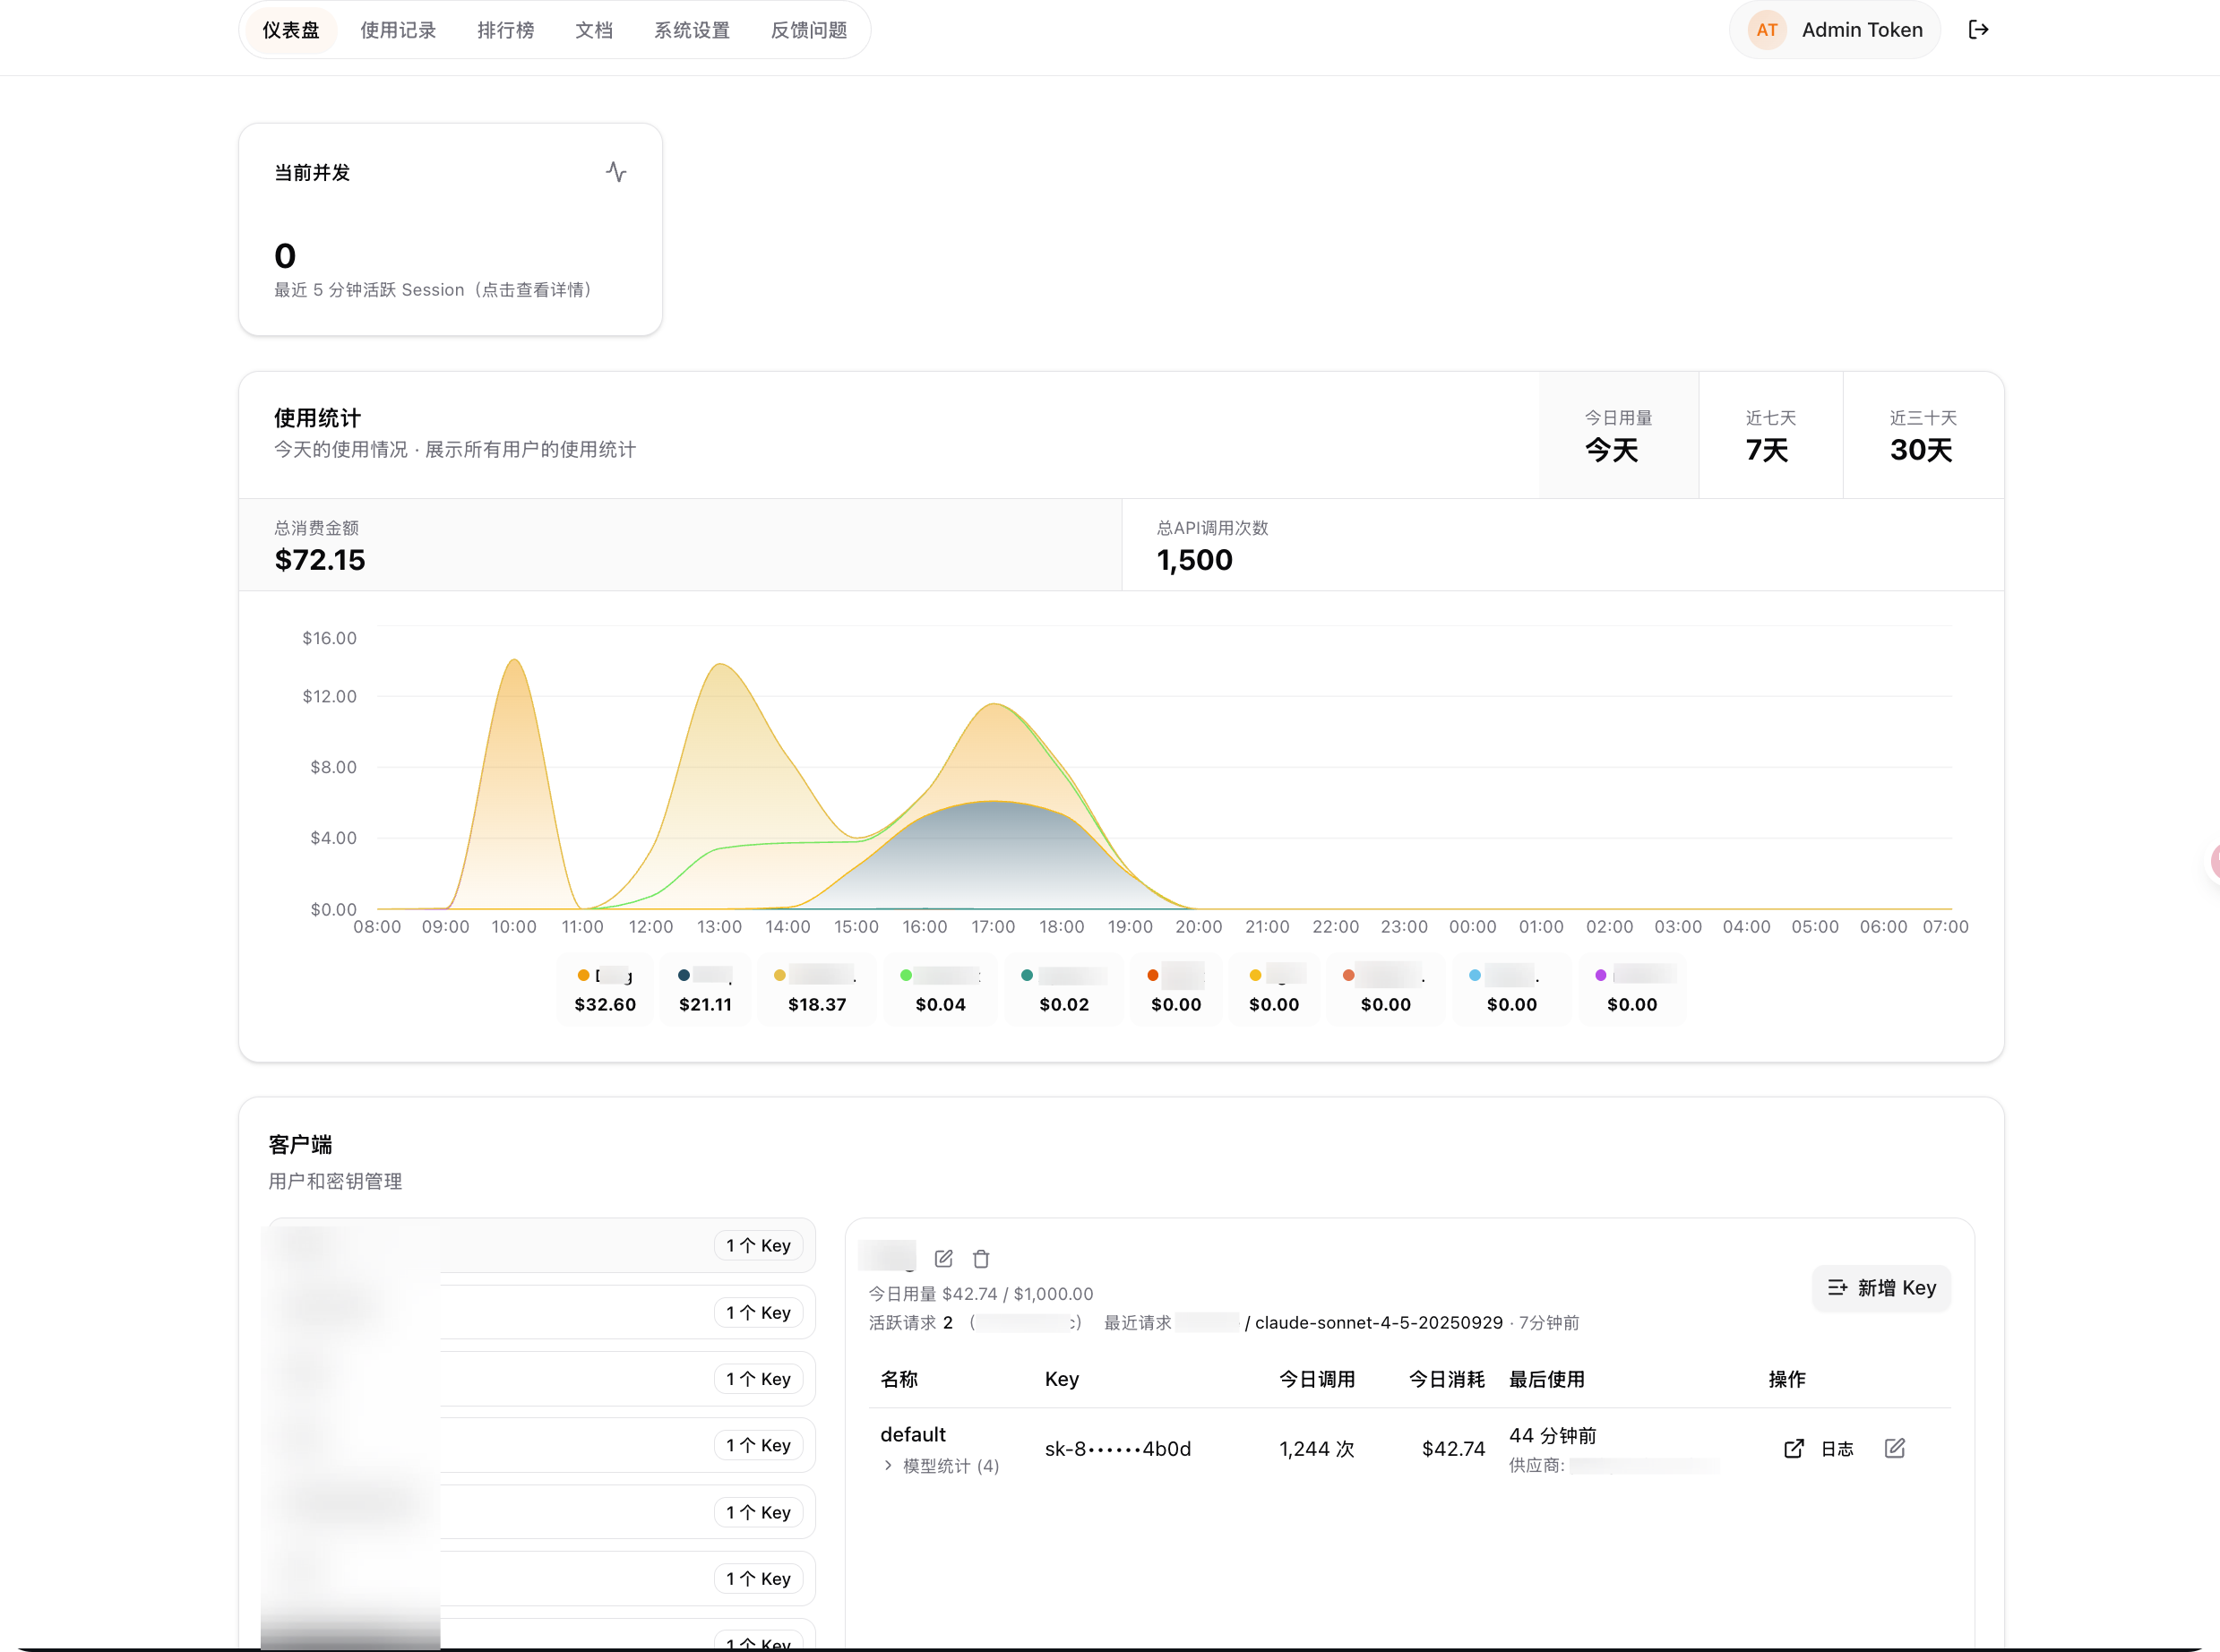 仪表盘 使用记录 排行榜 文档 系统设置 反馈问题 AT Admin Token
当前并发
0
最近 5 分钟活跃 Session（点击查看详情）
使用统计
今天的使用情况 · 展示所有用户的使用统计
今日用量 近七天 近三十天
今天 7天 30天
总消费金额 总API调用次数
$72.15 1,500
$16.00
$12.00
$8.00
$4.00
$0.00
08:00 09:00 10:00 11:00 12:00 13:00 14:00 15:00 16:00 17:00 18:00 19:00 20:00 21:00 22:00 23:00 00:00 01:00 02:00 03:00 04:00 05:00 06:00 07:00
$32.60 $21.11 $18.37 $0.04 $0.02 $0.00 $0.00 $0.00 $0.00 $0.00
客户端
用户和密钥管理
1 个 Key
1 个 Key
1 个 Key
1 个 Key
1 个 Key
1 个 Key
1 个 Key
今日用量 $42.74 / $1,000.00
新增 Key
活跃请求 2 ( c) 最近请求 / claude-sonnet-4-5-20250929 · 7分钟前
名称 Key 今日调用 今日消耗 最后使用 操作
default
模型统计 (4)
sk-8••••••4b0d 1,244 次 $42.74
44 分钟前
供应商:
日志